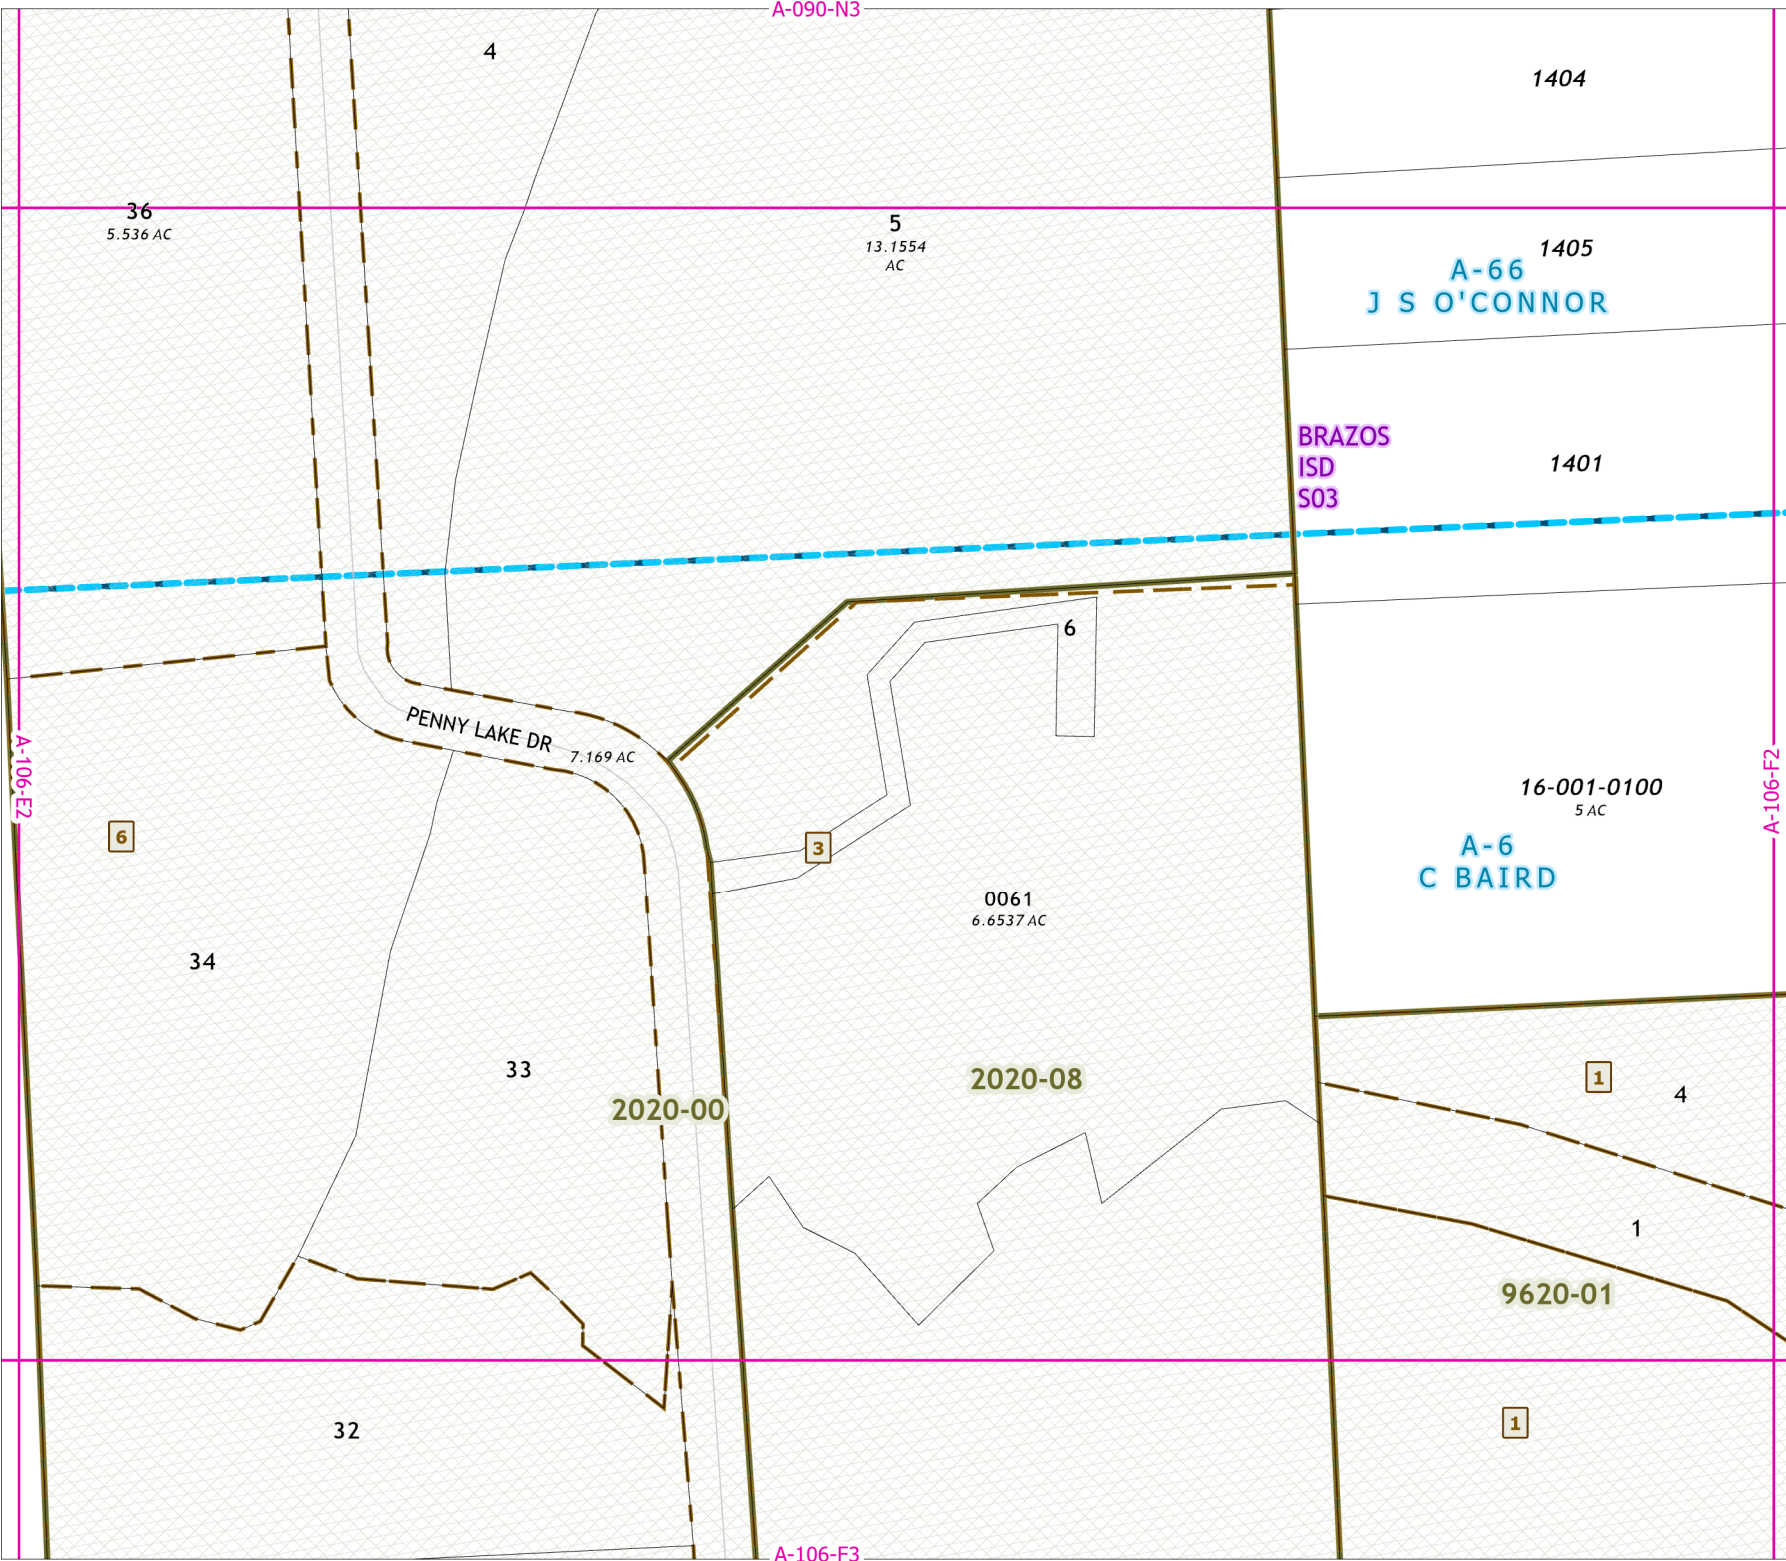 A-090-N3
4
1404
36
5.536 AC
5
13.1554
AC
1405
A-66
J S O'CONNOR
BRAZOS
ISD
S03
1401
6
PENNY LAKE DR
7.169 AC
A-106-E2
A-106-F2
16-001-0100
5 AC
6
3
A-6
C BAIRD
0061
6.6537 AC
34
33
2020-08
2020-00
1
4
1
9620-01
32
1
A-106-F3